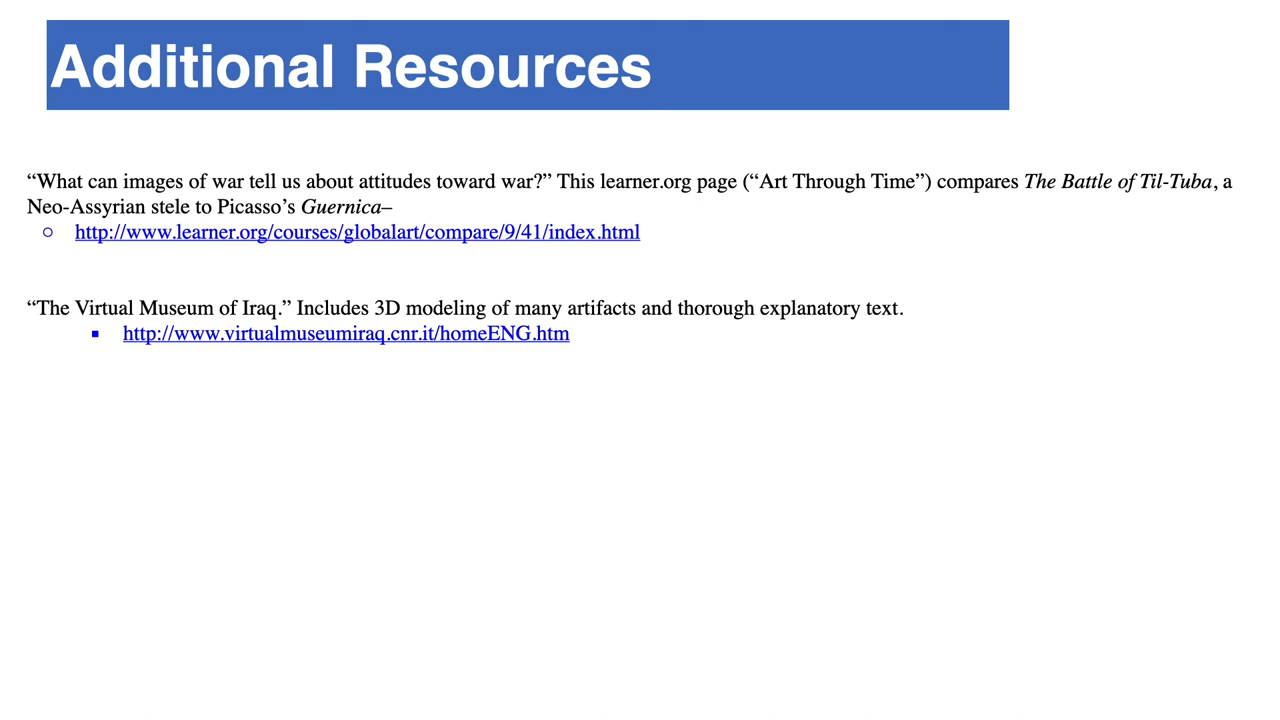 Additional Resources
“What can images of war tell us about attitudes toward war?” This learner.org page (“Art Through Time”) compares The Battle of Til-Tuba, a
Neo-Assyrian stele to Picasso’s Guernica–
http://www.learner.org/courses/globalart/compare/9/41/index.html
“The Virtual Museum of Iraq.” Includes 3D modeling of many artifacts and thorough explanatory text.
http://www.virtualmuseumiraq.cnr.it/homeENG.htm